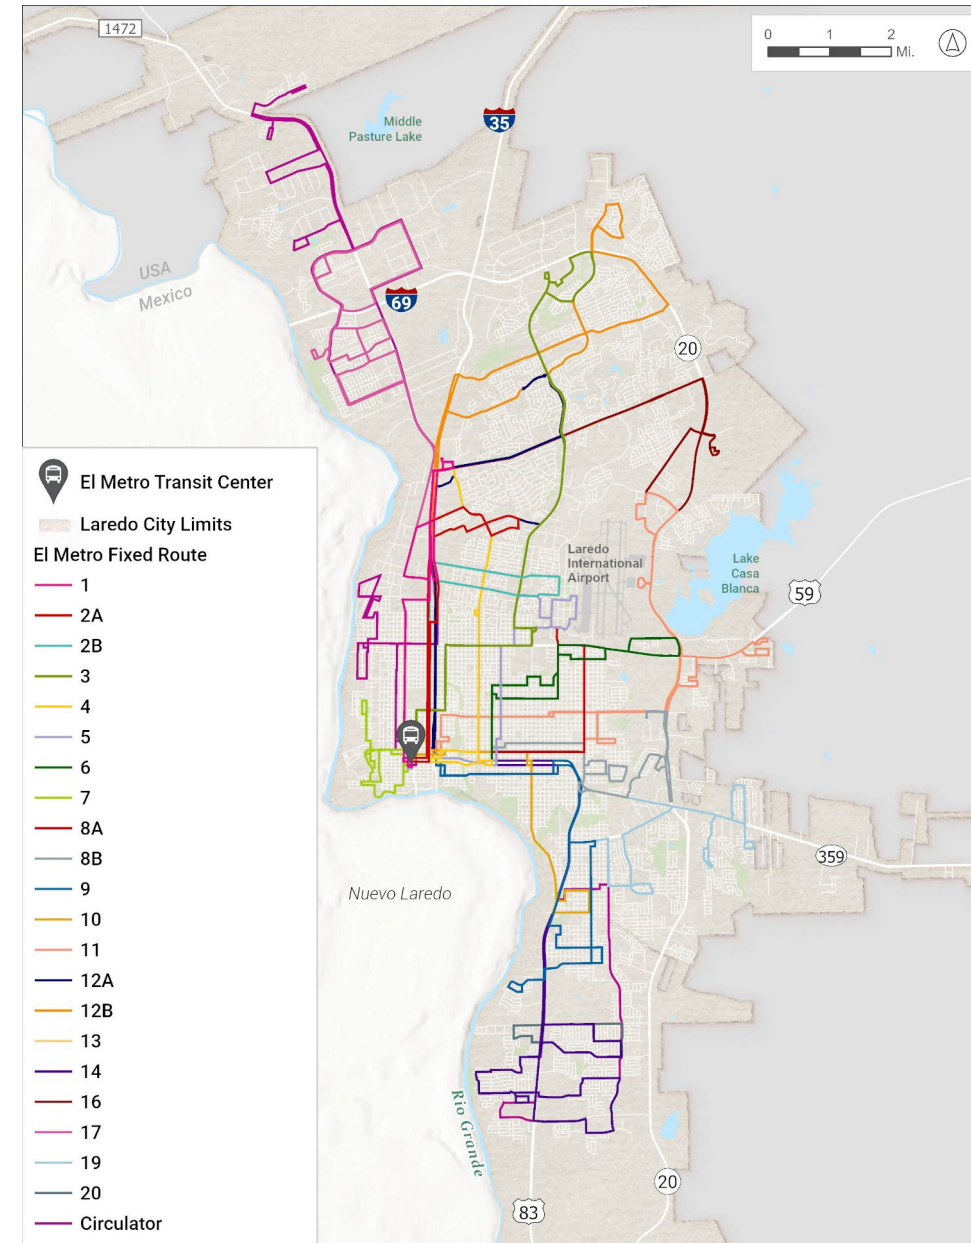 1472
0 1 2
Mi.
Middle
Pasture Lake
35
USA
Mexico
69
20
El Metro Transit Center
Laredo City Limits
El Metro Fixed Route
1
2A
2B
3
4
5
6
7
8A
8B
9
10
11
12A
12B
13
14
16
17
19
20
Circulator
Laredo
International
Airport
Lake
Casa
Blanca
59
359
Nuevo Laredo
Rio Grande
20
83